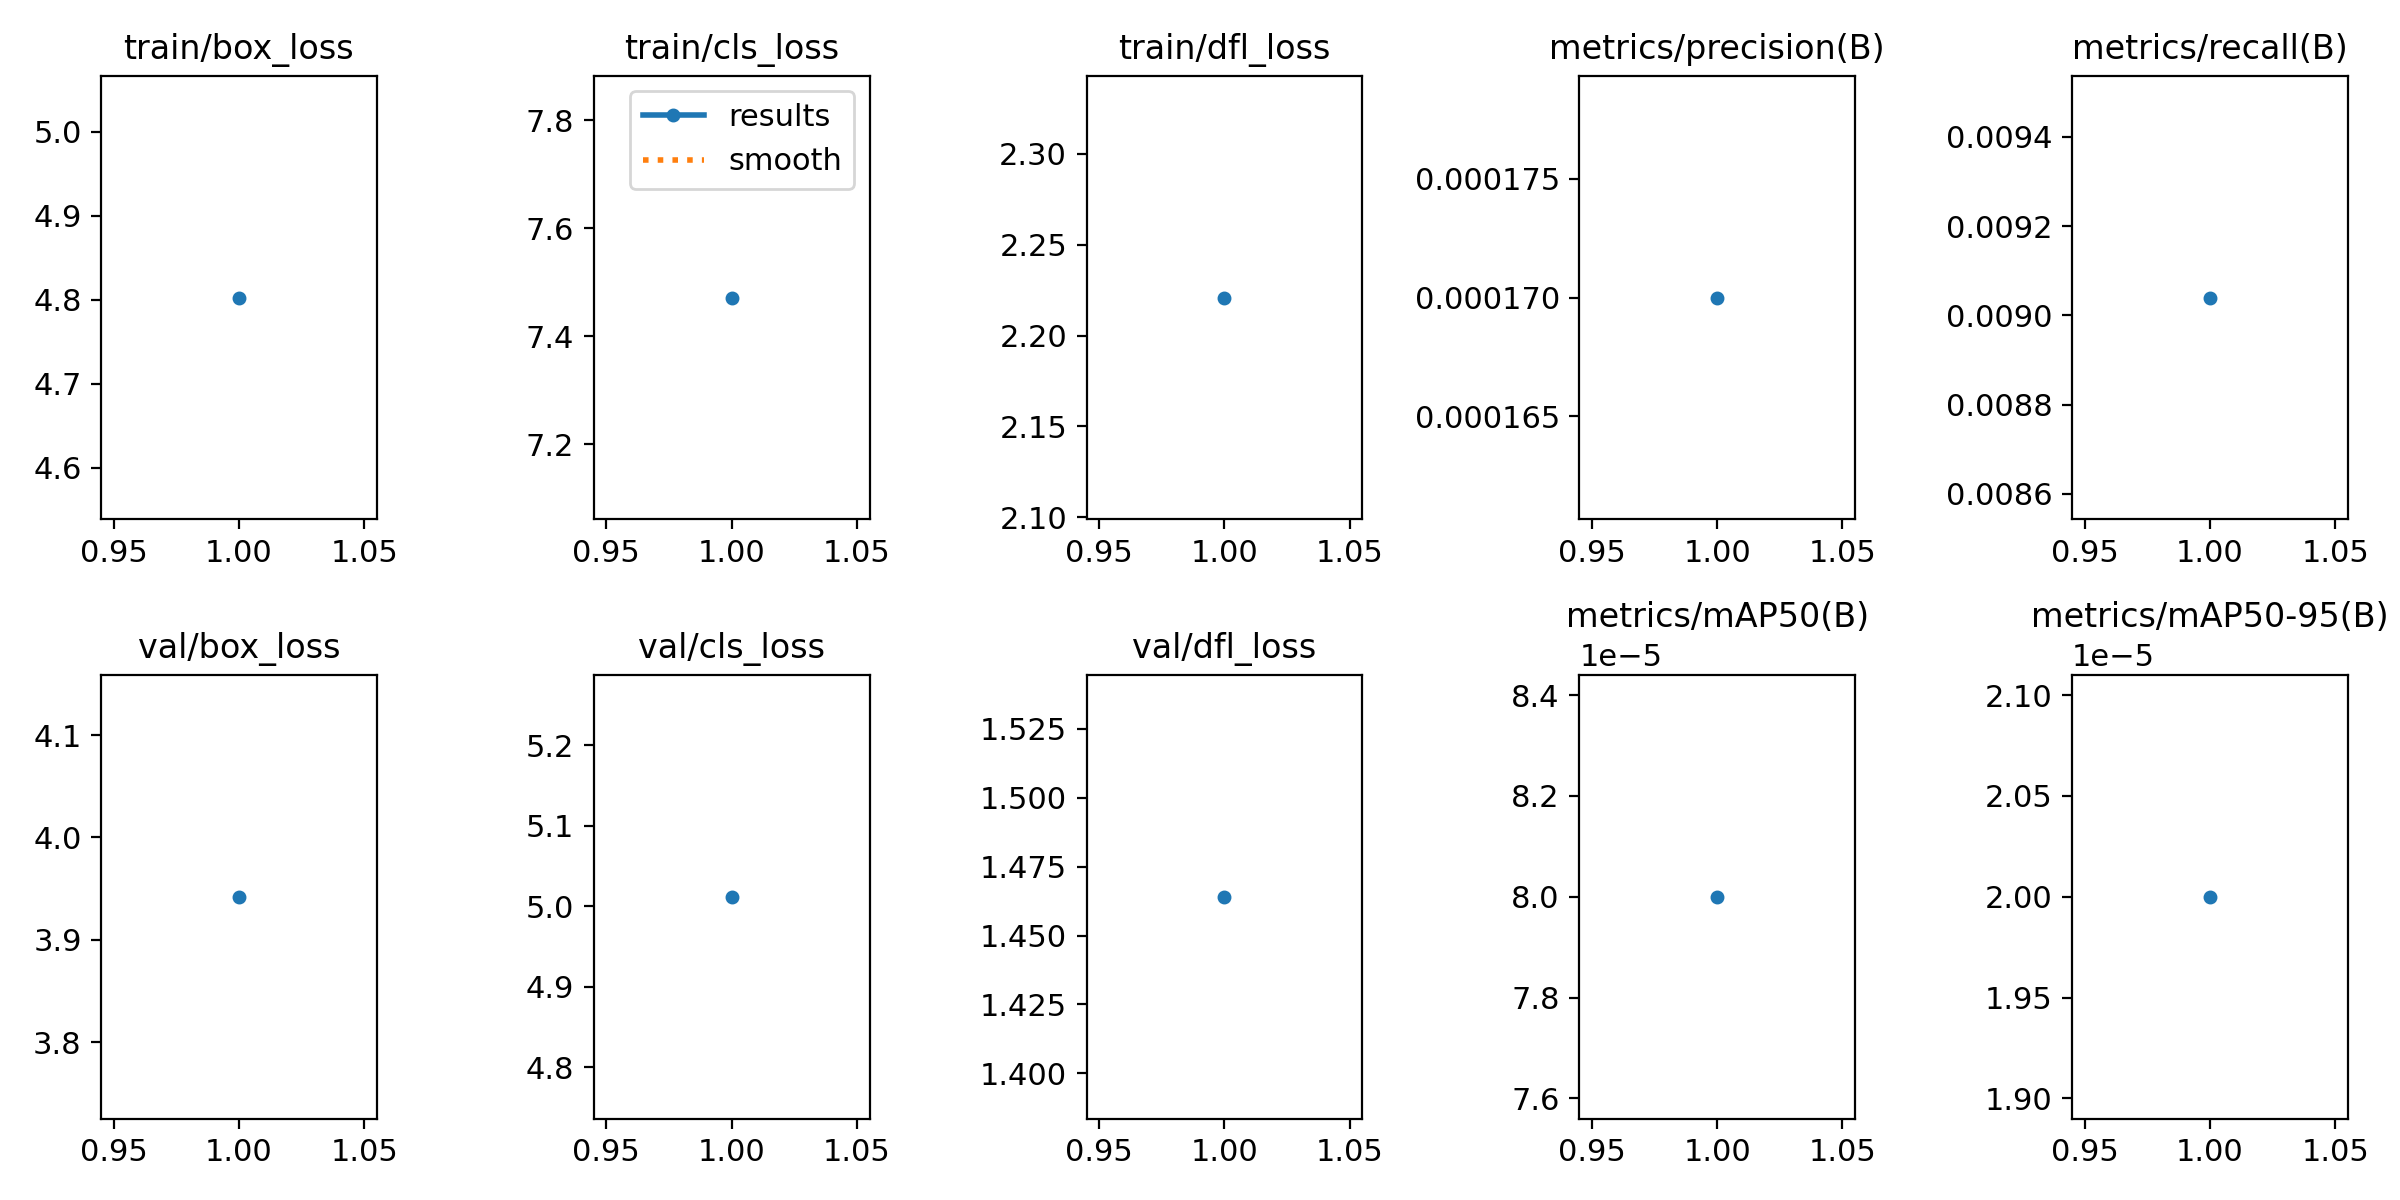 train/box_loss
5.0
4.9
4.8
4.7
4.6
0.95 1.00 1.05
train/cls_loss
results
smooth
7.8
7.6
7.4
7.2
0.95 1.00 1.05
train/dfl_loss
2.30
2.25
2.20
2.15
2.10
0.95 1.00 1.05
metrics/precision(B)
0.000175
0.000170
0.000165
0.95 1.00 1.05
metrics/recall(B)
0.0094
0.0092
0.0090
0.0088
0.0086
0.95 1.00 1.05
val/box_loss
4.1
4.0
3.9
3.8
0.95 1.00 1.05
val/cls_loss
5.2
5.1
5.0
4.9
4.8
0.95 1.00 1.05
val/dfl_loss
1.525
1.500
1.475
1.450
1.425
1.400
0.95 1.00 1.05
metrics/mAP50(B)
1e−5
8.4
8.2
8.0
7.8
7.6
0.95 1.00 1.05
metrics/mAP50-95(B)
1e−5
2.10
2.05
2.00
1.95
1.90
0.95 1.00 1.05